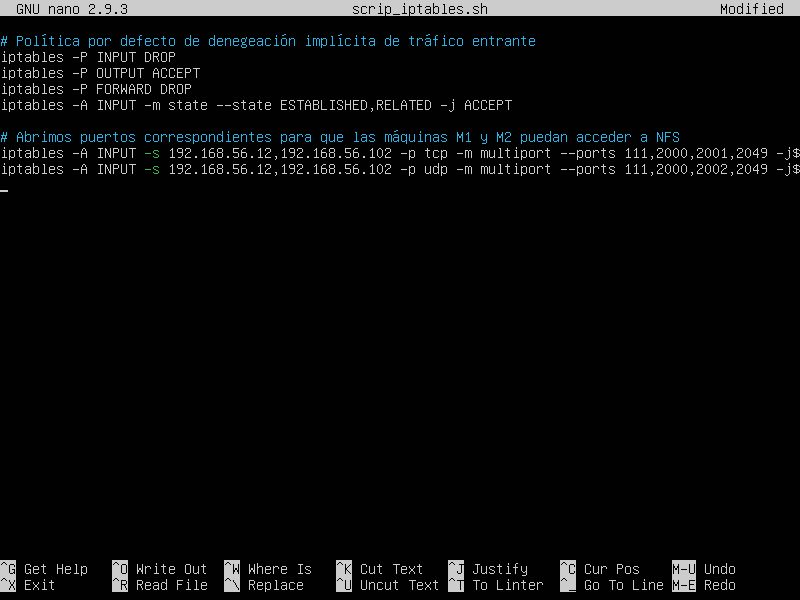 GNU nano 2.9.3 scrip_iptables.sh Modified
# Política por defecto de denegeación implícita de tráfico entrante
iptables -P INPUT DROP
iptables -P OUTPUT ACCEPT
iptables -P FORWARD DROP
iptables -A INPUT -m state --state ESTABLISHED,RELATED -j ACCEPT
# Abrimos puertos correspondientes para que las máquinas M1 y M2 puedan acceder a NFS
iptables -A INPUT -s 192.168.56.12,192.168.56.102 -p tcp -m multiport --ports 111,2000,2001,2049 -j$
iptables -A INPUT -s 192.168.56.12,192.168.56.102 -p udp -m multiport --ports 111,2000,2002,2049 -j$
^G Get Help ^O Write Out ^W Where Is ^K Cut Text ^J Justify ^C Cur Pos M-U Undo
^X Exit ^R Read File ^\ Replace ^U Uncut Text ^T To Linter ^_ Go To Line M-E Redo